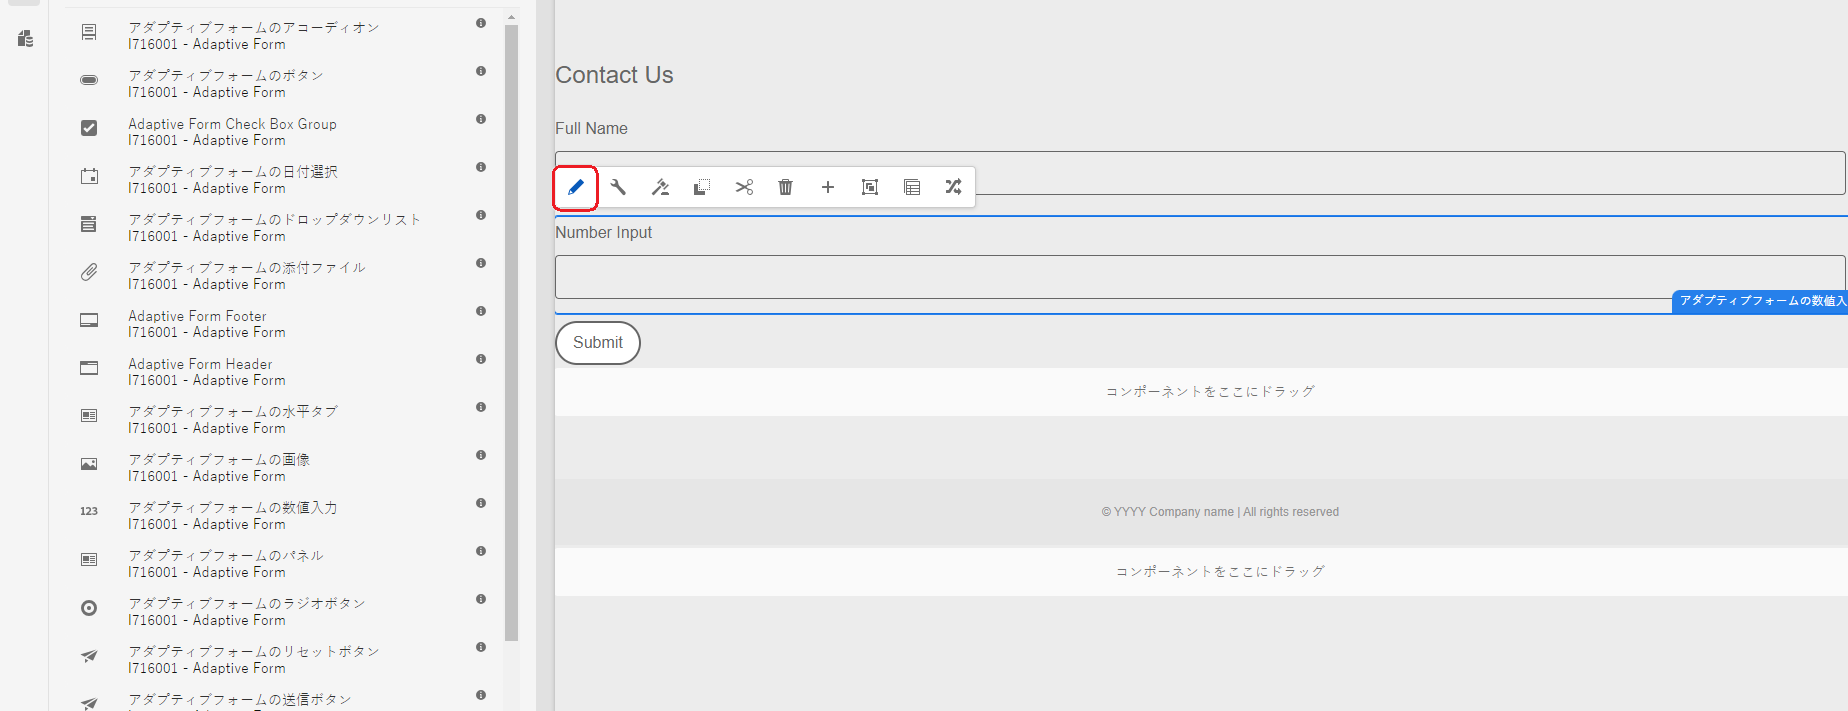 アダプティブフォームのアコーディオン
I716001 - Adaptive Form
アダプティブフォームのボタン
I716001 - Adaptive Form
Adaptive Form Check Box Group
I716001 - Adaptive Form
アダプティブフォームの日付選択
I716001 - Adaptive Form
アダプティブフォームのドロップダウンリスト
I716001 - Adaptive Form
アダプティブフォームの添付ファイル
I716001 - Adaptive Form
Adaptive Form Footer
I716001 - Adaptive Form
Adaptive Form Header
I716001 - Adaptive Form
アダプティブフォームの水平タブ
I716001 - Adaptive Form
アダプティブフォームの画像
I716001 - Adaptive Form
123
アダプティブフォームの数値入力
I716001 - Adaptive Form
アダプティブフォームのパネル
I716001 - Adaptive Form
アダプティブフォームのラジオボタン
I716001 - Adaptive Form
アダプティブフォームのリセットボタン
I716001 - Adaptive Form
アダプティブフォームの送信ボタン
I716001 - Adaptive Form
Contact Us
Full Name
Number Input
アダプティブフォームの数値入
Submit
コンポーネントをここにドラッグ
© YYYY Company name | All rights reserved
コンポーネントをここにドラッグ